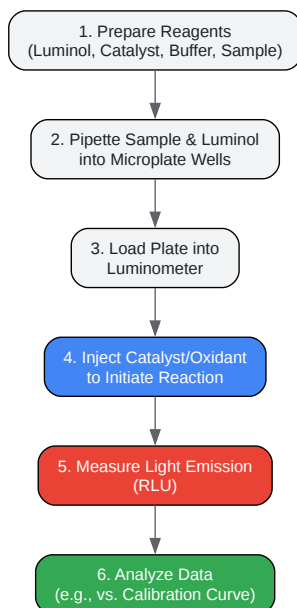 1. Prepare Reagents
(Luminol, Catalyst, Buffer, Sample)
2. Pipette Sample & Luminol
into Microplate Wells
3. Load Plate into
Luminometer
4. Inject Catalyst/Oxidant
to Initiate Reaction
5. Measure Light Emission
(RLU)
6. Analyze Data
(e.g., vs. Calibration Curve)